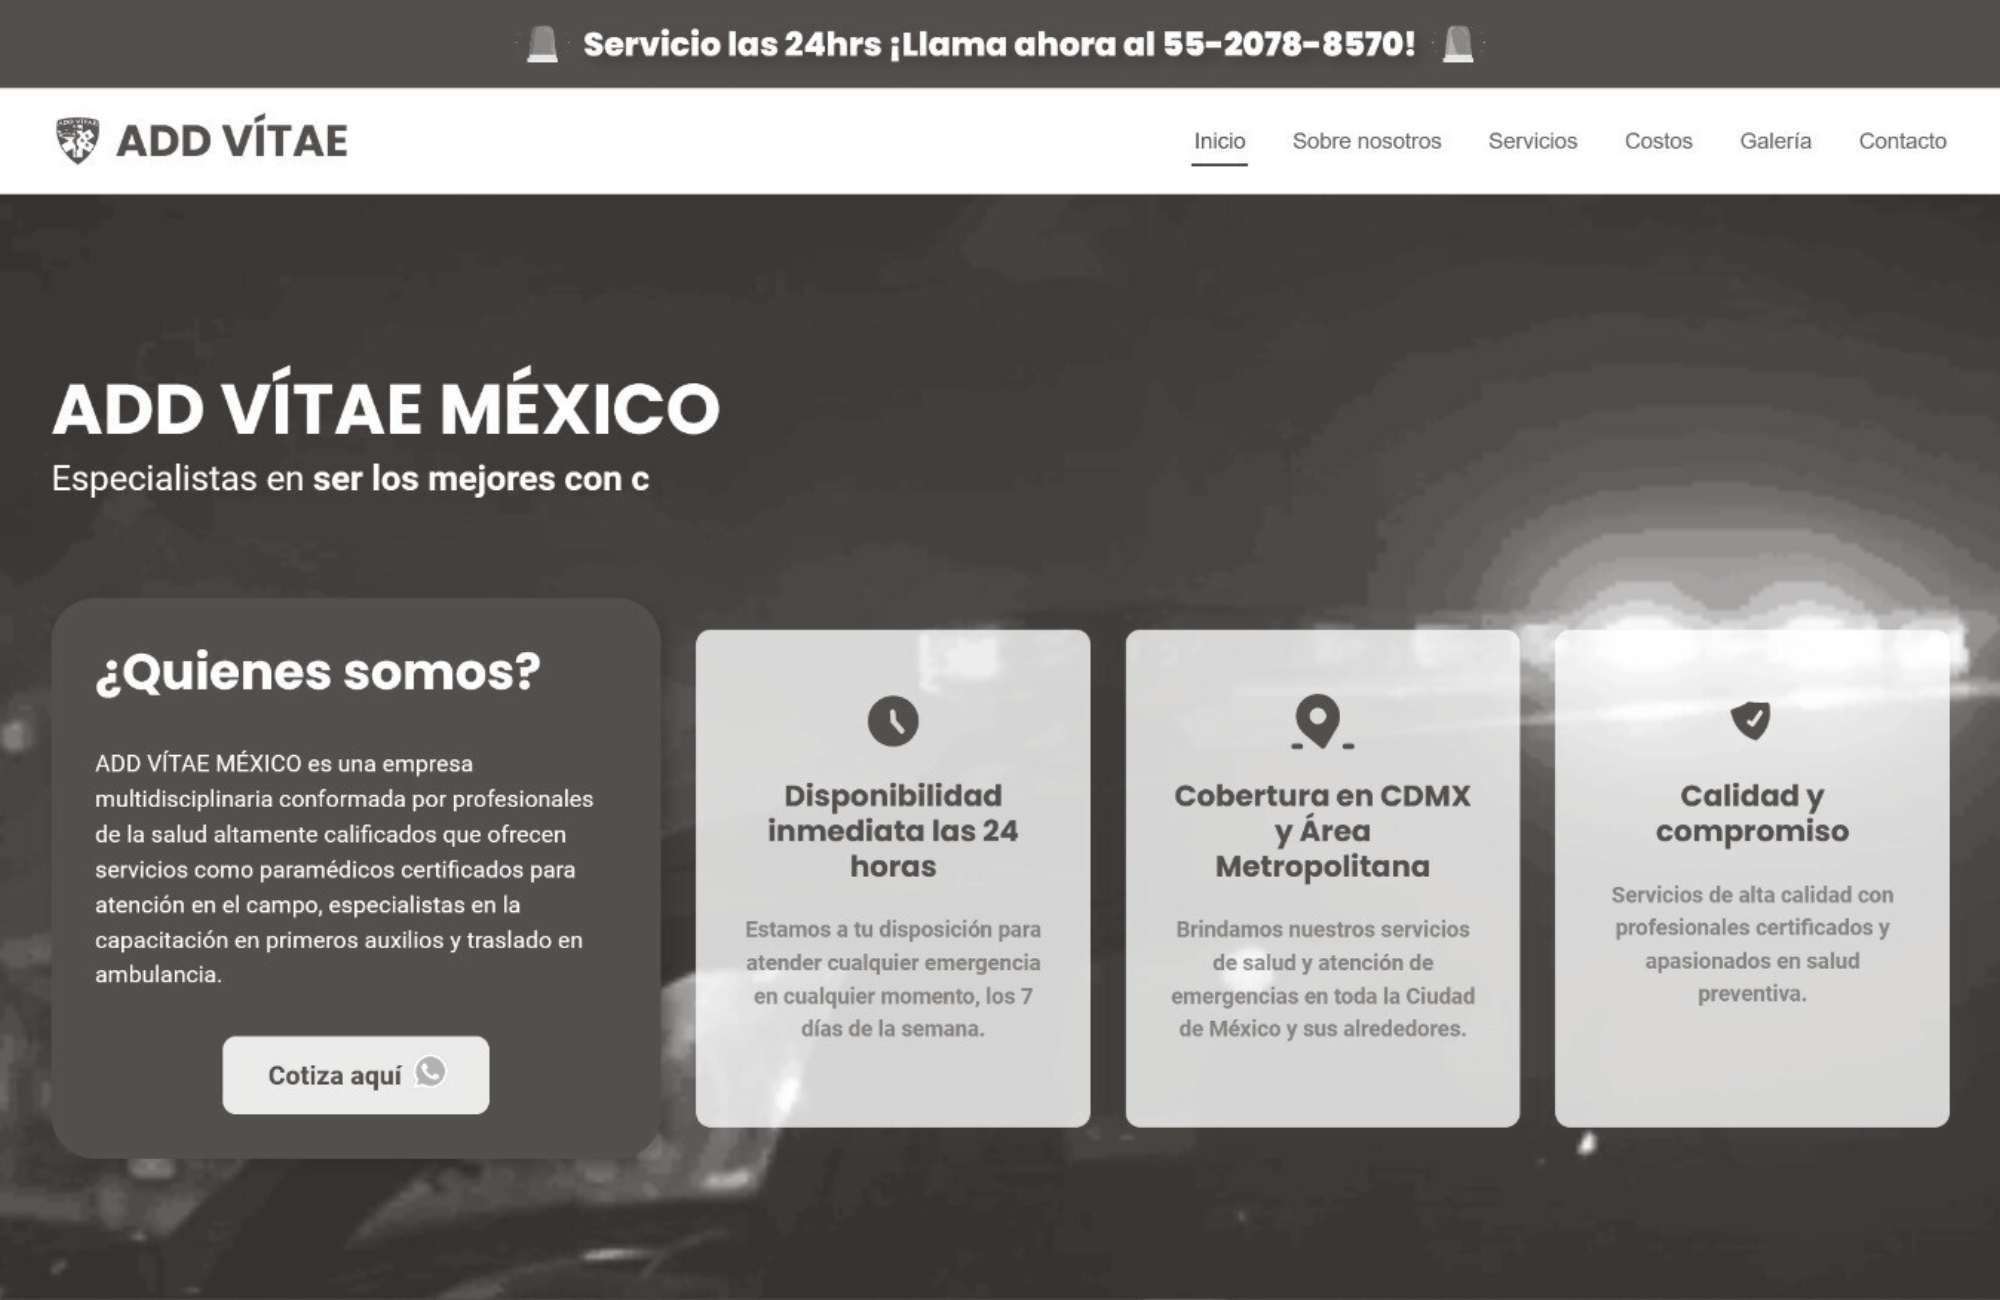 Servicio las 24hrs ¡Llama ahora al 55-2078-8570!
ADD VÍTAE
Inicio
Sobre nosotros
Servicios
Costos
Galería
Contacto
ADD VÍTAE MÉXICO
Especialistas en ser los mejores con c
¿Quienes somos?
ADD VÍTAE MÉXICO es una empresa
multidisciplinaria conformada por profesionales
de la salud altamente calificados que ofrecen
servicios como paramédicos certificados para
atención en el campo, especialistas en la
capacitación en primeros auxilios y traslado en
ambulancia.
Cotiza aquí
Disponibilidad
inmediata las 24
horas
Estamos a tu disposición para
atender cualquier emergencia
en cualquier momento, los 7
días de la semana.
Cobertura en CDMX
y Área
Metropolitana
Brindamos nuestros servicios
de salud y atención de
emergencias en toda la Ciudad
de México y sus alrededores.
Calidad y
compromiso
Servicios de alta calidad con
profesionales certificados y
apasionados en salud
preventiva.